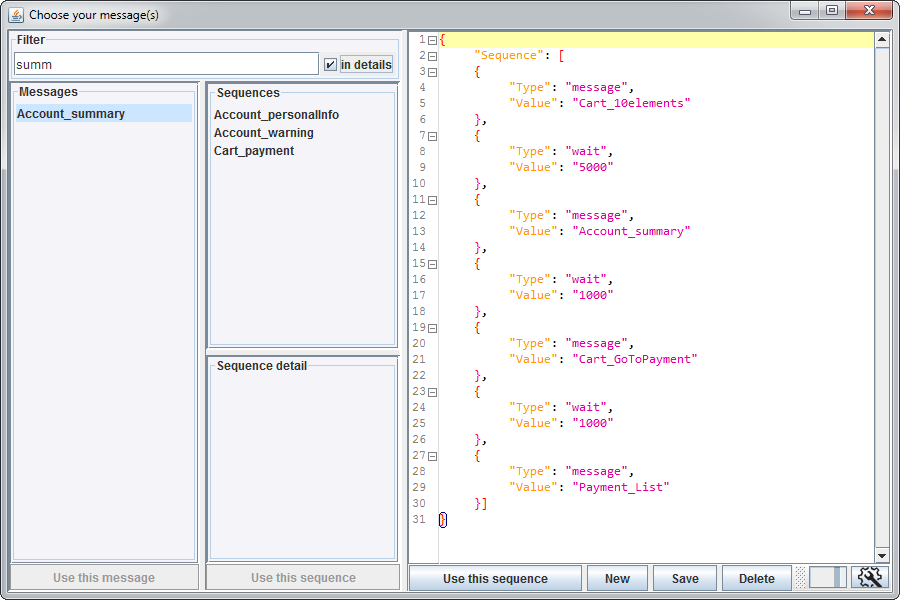 Choose your message(s)
Filter
summ
in details
Messages
Account_summary
Use this message
Sequences
Account_personalInfo
Account_warning
Cart_payment
Sequence detail
Use this sequence
1 {
2 "Sequence": [
3 {
4 "Type": "message",
5 "Value": "Cart_10elements"
6 },
7 {
8 "Type": "wait",
9 "Value": "5000"
10 },
11 {
12 "Type": "message",
13 "Value": "Account_summary"
14 },
15 {
16 "Type": "wait",
17 "Value": "1000"
18 },
19 {
20 "Type": "message",
21 "Value": "Cart_GoToPayment"
22 },
23 {
24 "Type": "wait",
25 "Value": "1000"
26 },
27 {
28 "Type": "message",
29 "Value": "Payment_List"
30 }]
31 }
Use this sequence
New
Save
Delete